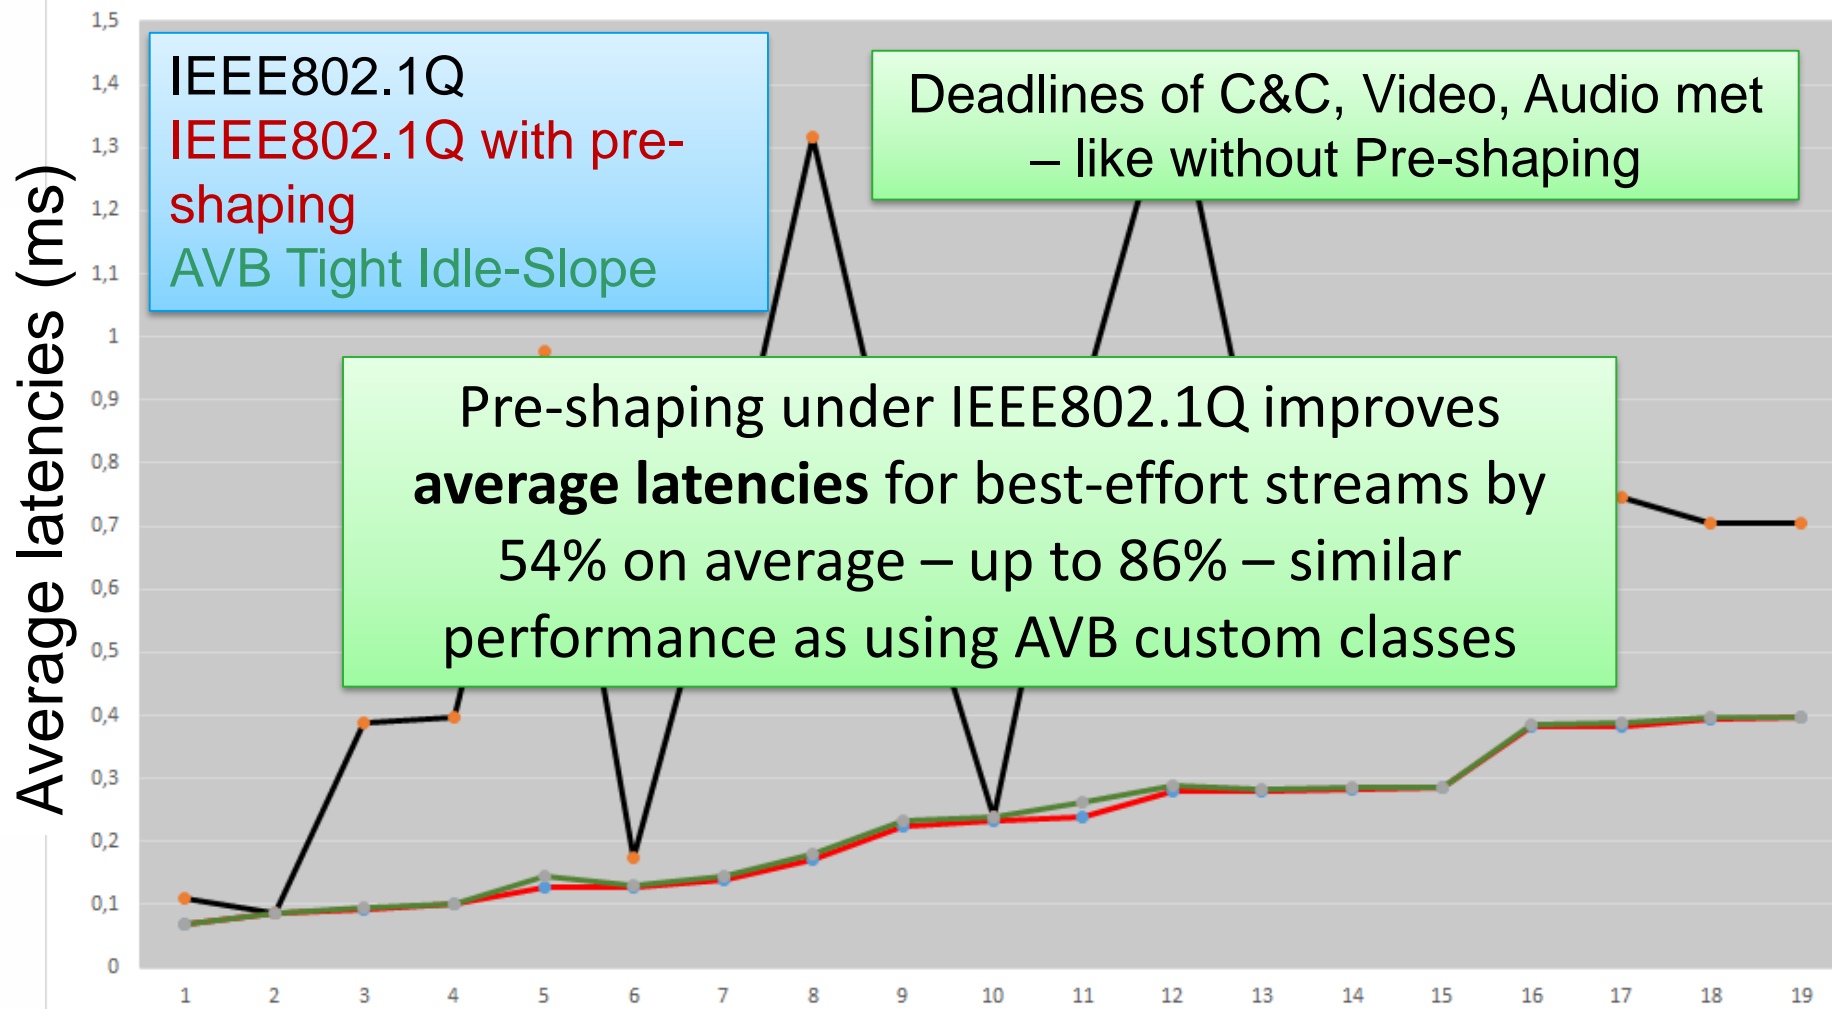 Average latencies (ms)
1,5
1,4
1,3
1,2
1,1
1
0,9
0,8
0,7
0,6
0,5
0,4
0,3
0,2
0,1
0
IEEE802.1Q
IEEE802.1Q with pre-
shaping
AVB Tight Idle-Slope
Deadlines of C&C, Video, Audio met
– like without Pre-shaping
Pre-shaping under IEEE802.1Q improves
average latencies for best-effort streams by
54% on average – up to 86% – similar
performance as using AVB custom classes
1 2 3 4 5 6 7 8 9 10 11 12 13 14 15 16 17 18 19